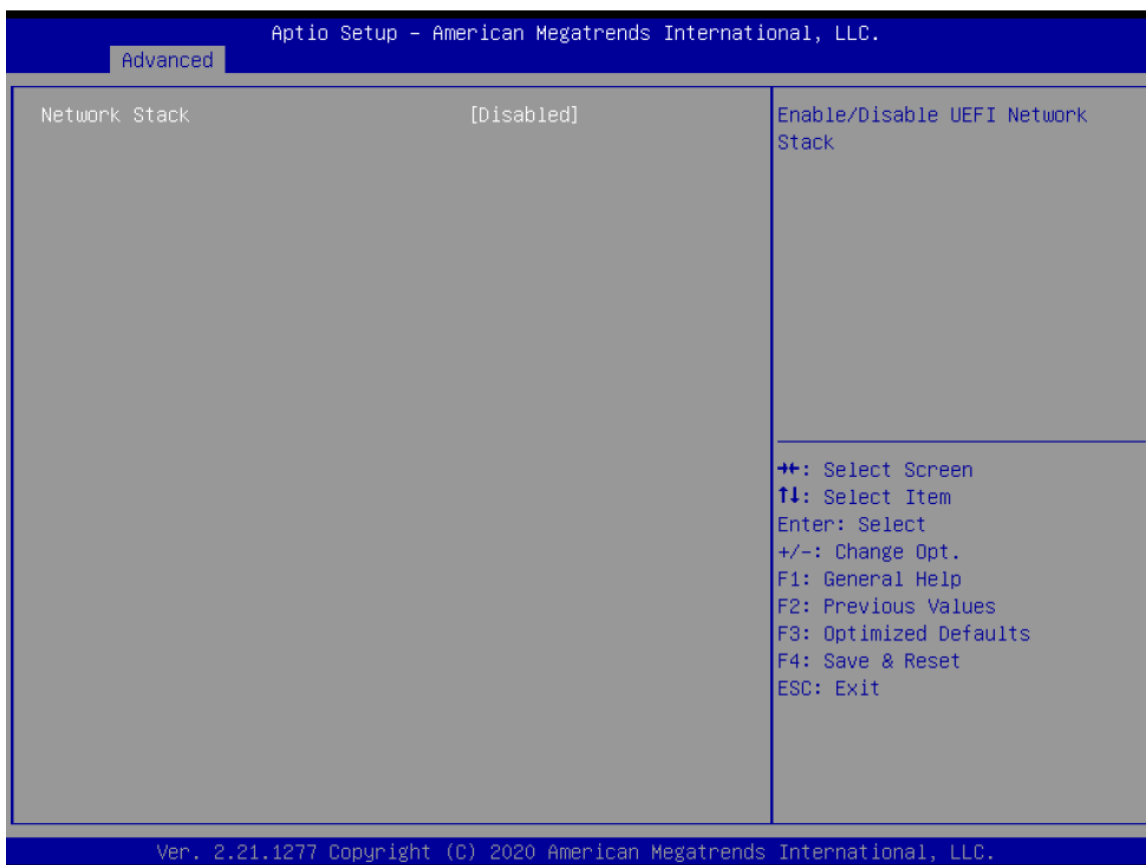 Aptio Setup – American Megatrends International, LLC.
Advanced
Network Stack [Disabled]
Enable/Disable UEFI Network
Stack
→←: Select Screen
↑↓: Select Item
Enter: Select
+/-: Change Opt.
F1: General Help
F2: Previous Values
F3: Optimized Defaults
F4: Save & Reset
ESC: Exit
Ver. 2.21.1277 Copyright (C) 2020 American Megatrends International, LLC.